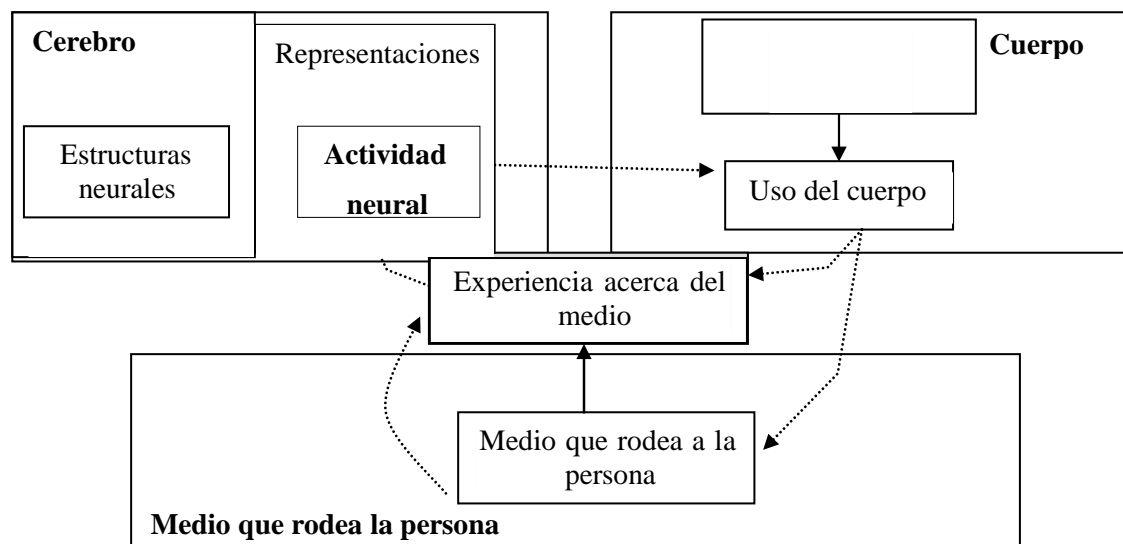 Cerebro
Representaciones
Estructuras
neurales
Actividad
neural
Cuerpo
Uso del cuerpo
Experiencia acerca del
medio
Medio que rodea a la
persona
Medio que rodea la persona